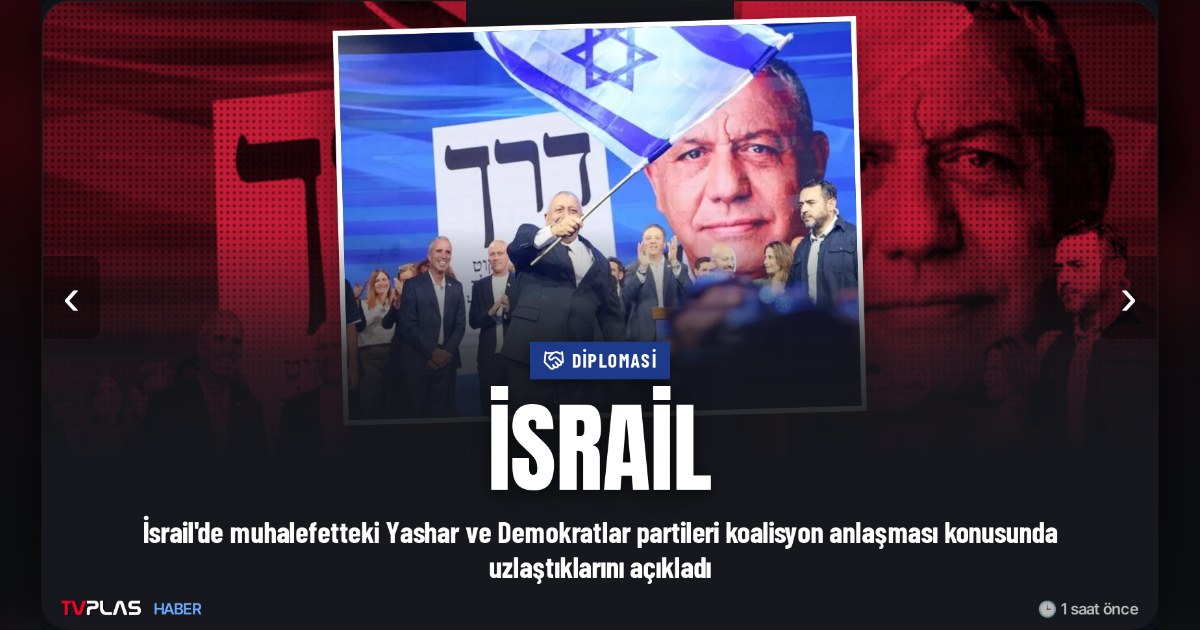 דרך
DİPLOMASİ
İSRAİL
İsrail'de muhalefetteki Yashar ve Demokratlar partileri koalisyon anlaşması konusunda
uzlaştıklarını açıkladı
TVPLAS HABER
1 saat önce